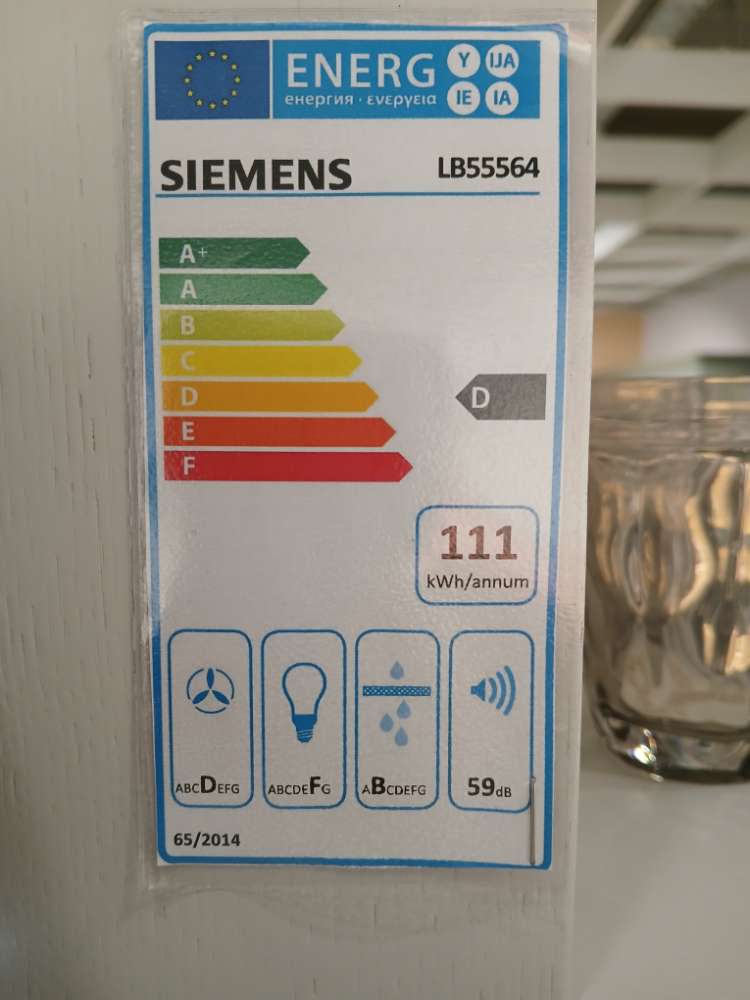 ENERG Y IJA
енергия · ενεργεια IE IA
SIEMENS LB55564
A+
A
B
C
D D
E
F
111
kWh/annum
ABCDEFG ABCDEFG ABCDEFG 59dB
65/2014